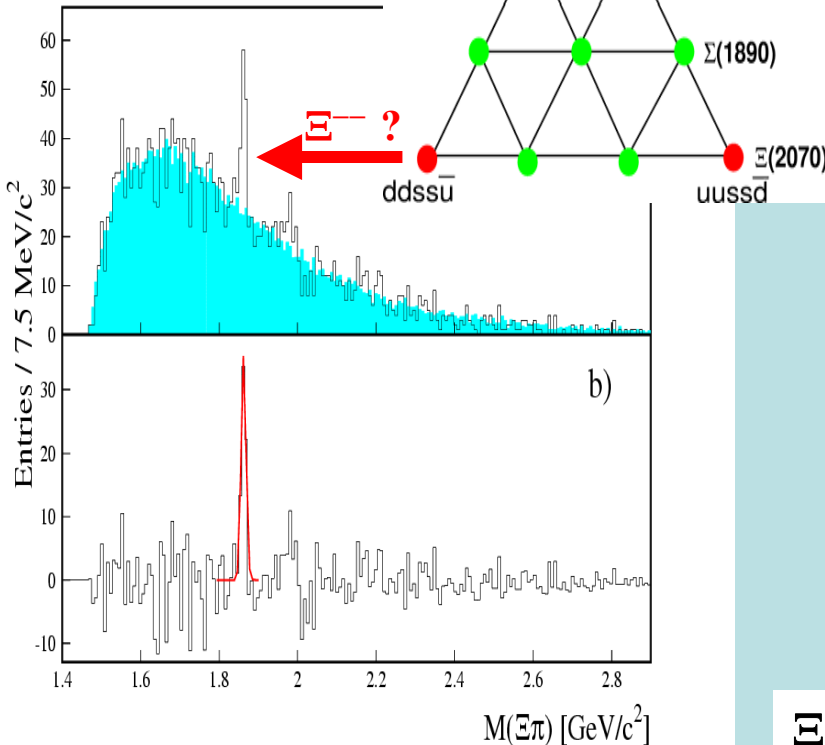 60
50
40
30
20
10
0
Ξ⁻⁻ ?
Σ(1890)
Ξ(2070)
ddssu̅
uussd̅
Entries / 7.5 MeV/c²
b)
30
20
10
0
-10
1.4 1.6 1.8 2 2.2 2.4 2.6 2.8
M(Ξπ) [GeV/c²]
Ξ